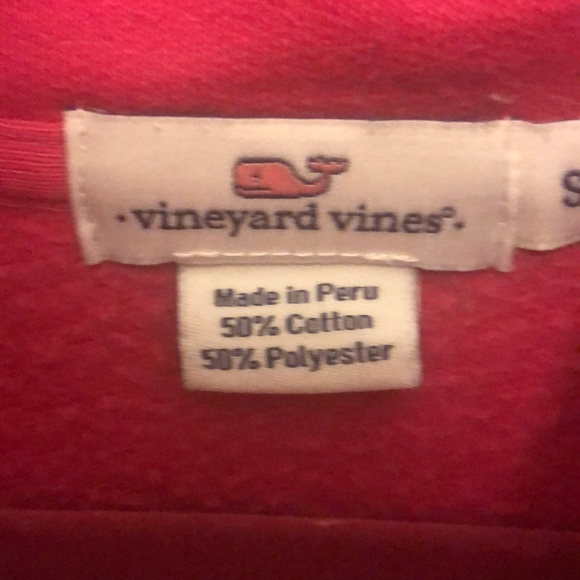 ·vineyard vines®·
S
Made in Peru
50% Cotton
50% Polyester